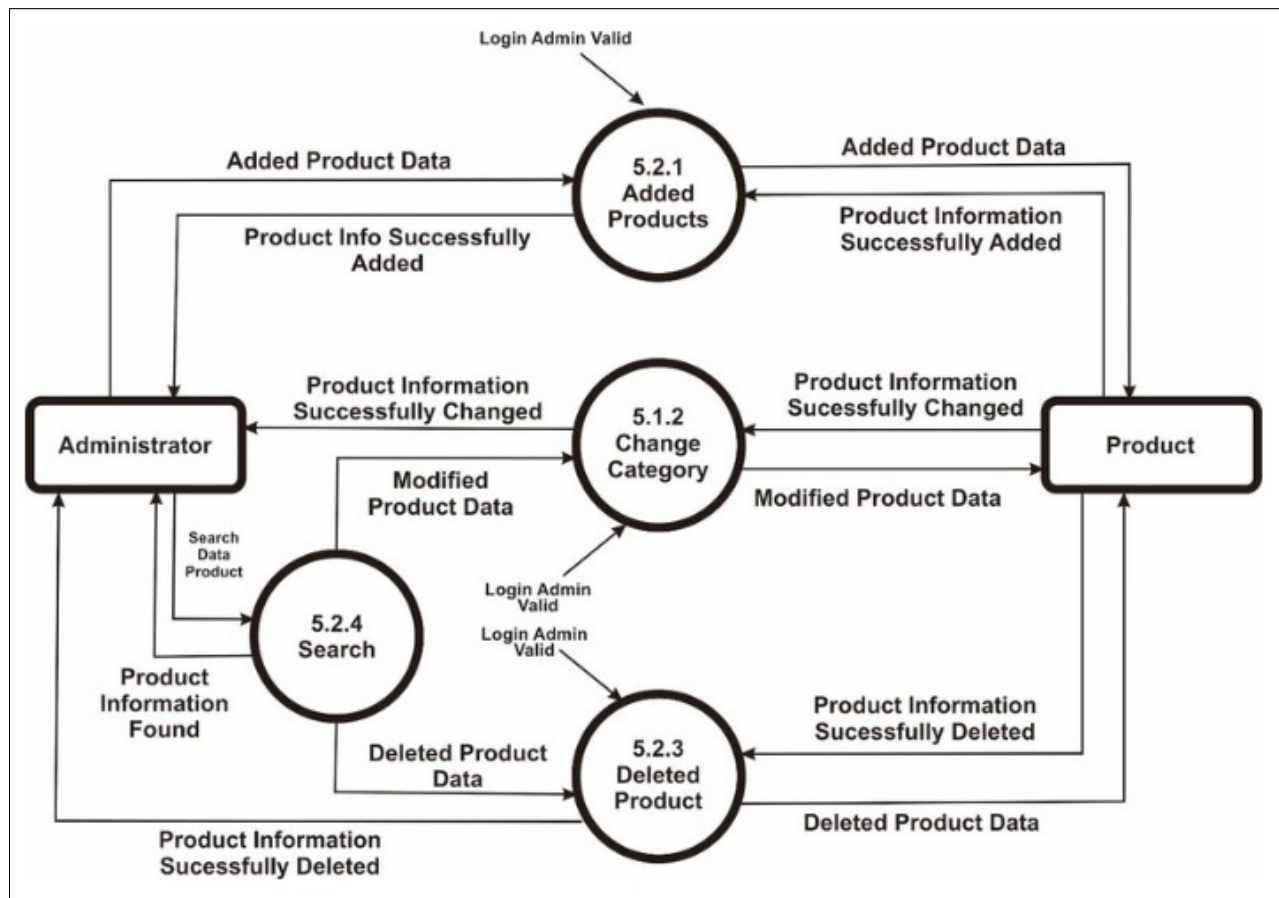 Login Admin Valid
Added Product Data
5.2.1
Added
Products
Added Product Data
Product Info Successfully
Added
Product Information
Successfully Added
Product Information
Successfully Changed
5.1.2
Change
Category
Product Information
Sucessfully Changed
Administrator
Product
Modified
Product Data
Modified Product Data
Search
Data
Product
Login Admin
Valid
5.2.4
Search
Login Admin
Valid
Product
Information
Found
Product Information
Sucessfully Deleted
Deleted Product
Data
5.2.3
Deleted
Product
Deleted Product Data
Product Information
Sucessfully Deleted